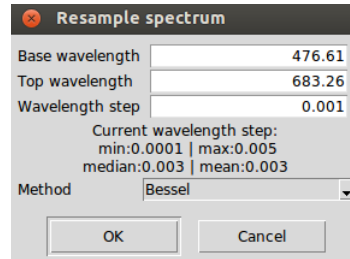 Resample spectrum
Base wavelength 476.61
Top wavelength 683.26
Wavelength step 0.001
Current wavelength step:
min:0.0001 | max:0.005
median:0.003 | mean:0.003
Method Bessel
OK Cancel